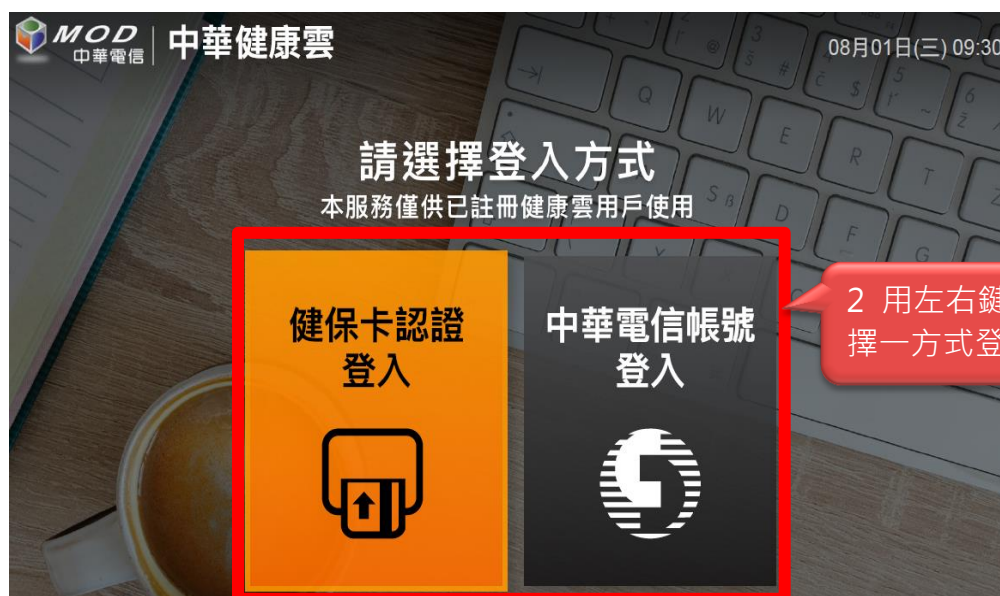 MOD
中華電信
中華健康雲
08月01日(三) 09:30
請選擇登入方式
本服務僅供已註冊健康雲用戶使用
健保卡認證
登入
中華電信帳號
登入
2 用左右鍵
擇一方式登